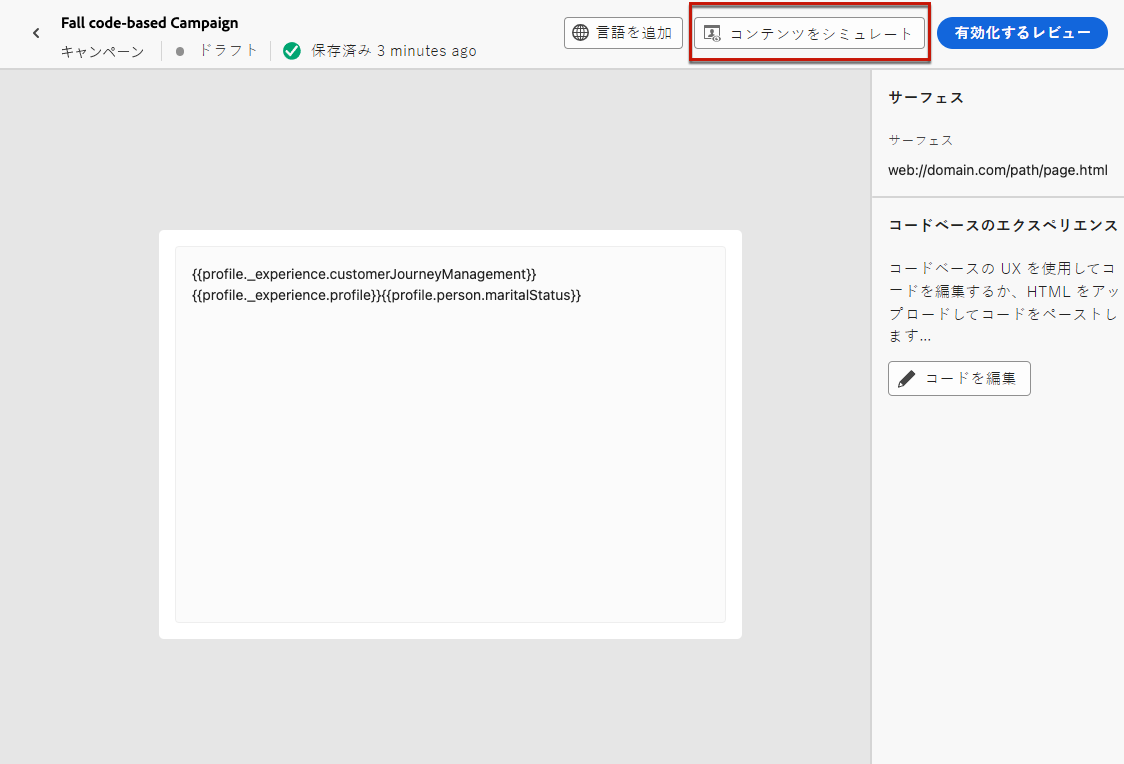 Fall code-based Campaign
キャンペーン
ドラフト
保存済み 3 minutes ago
言語を追加
コンテンツをシミュレート
有効化するレビュー
{{profile._experience.customerJourneyManagement}}
{{profile._experience.profile}}{{profile.person.maritalStatus}}
サーフェス
サーフェス
web://domain.com/path/page.html
コードベースのエクスペリエンス
コードベースの UX を使用してコ
ードを編集するか、HTML をアッ
プロードしてコードをペーストし
ます...
コードを編集